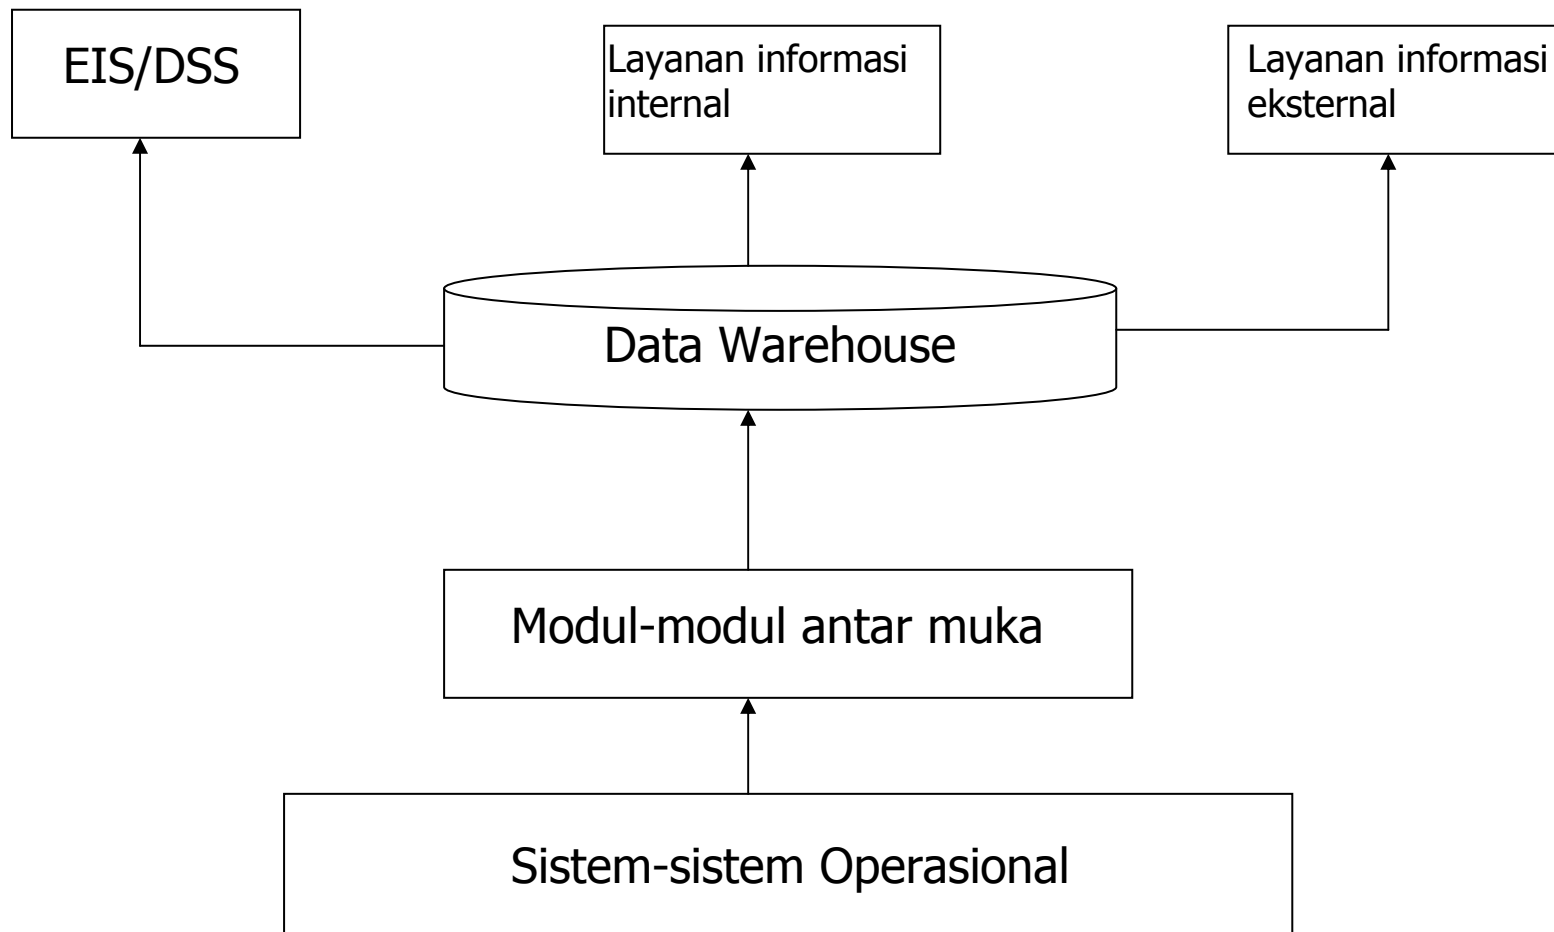 EIS/DSS
Layanan informasi
internal
Layanan informasi
eksternal
Data Warehouse
Modul-modul antar muka
Sistem-sistem Operasional